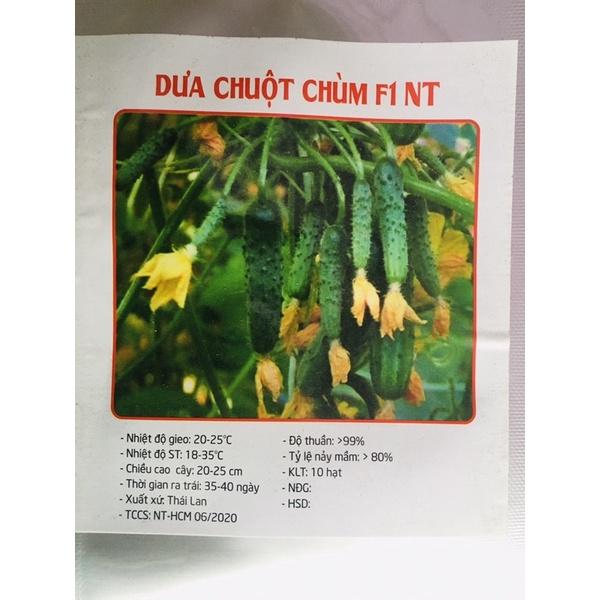 DƯA CHUỘT CHÙM F1 NT
- Nhiệt độ gieo: 20-25°C
- Nhiệt độ ST: 18-35°C
- Chiều cao cây: 20-25 cm
- Thời gian ra trái: 35-40 ngày
- Xuất xứ: Thái Lan
- TCCS: NT-HCM 06/2020
- Độ thuần: >99%
- Tỷ lệ nảy mầm: > 80%
- KLT: 10 hạt
- NĐG:
- HSD: